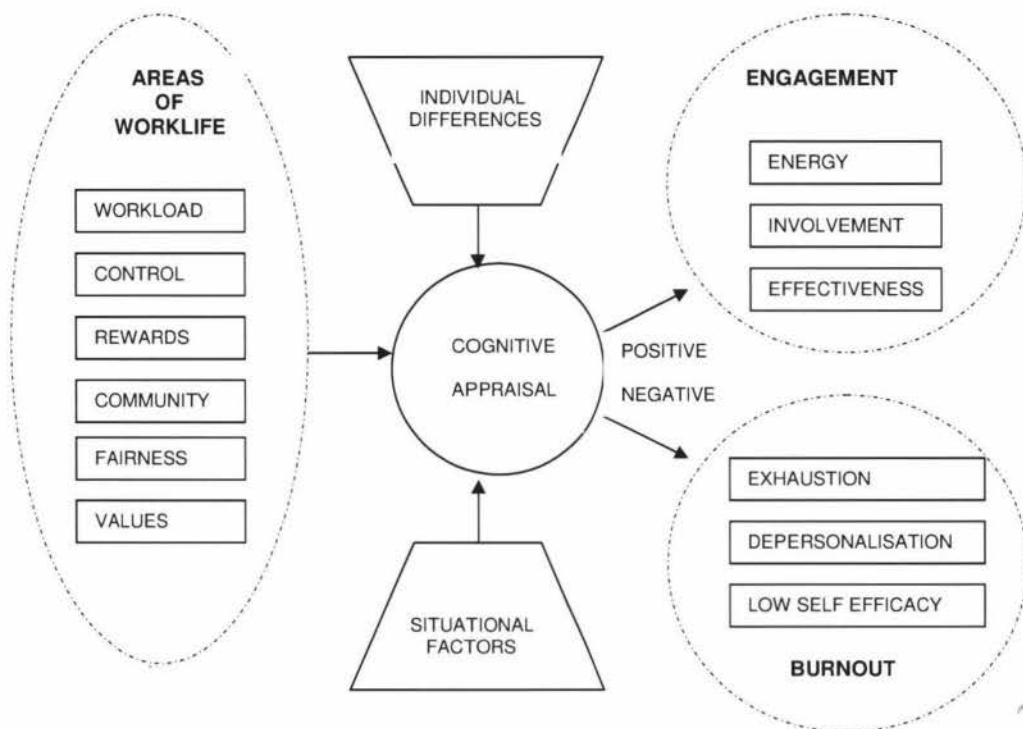 AREAS
OF
WORKLIFE
WORKLOAD
CONTROL
REWARDS
COMMUNITY
FAIRNESS
VALUES
INDIVIDUAL
DIFFERENCES
COGNITIVE
APPRAISAL
SITUATIONAL
FACTORS
POSITIVE
NEGATIVE
ENGAGEMENT
ENERGY
INVOLVEMENT
EFFECTIVENESS
EXHAUSTION
DEPERSONALISATION
LOW SELF EFFICACY
BURNOUT